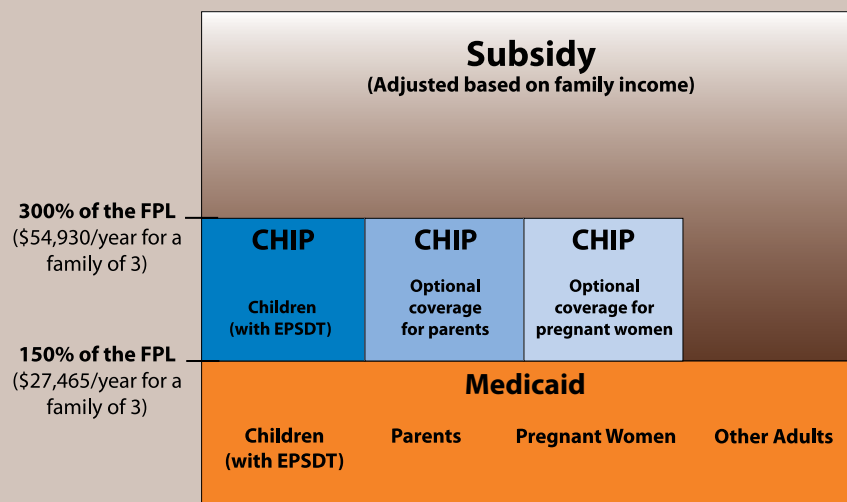 Subsidy
(Adjusted based on family income)
300% of the FPL
($54,930/year for a
family of 3)
CHIP
Children
(with EPSDT)
CHIP
Optional
coverage
for parents
CHIP
Optional
coverage for
pregnant women
150% of the FPL
($27,465/year for a
family of 3)
Medicaid
Children
(with EPSDT)
Parents
Pregnant Women
Other Adults